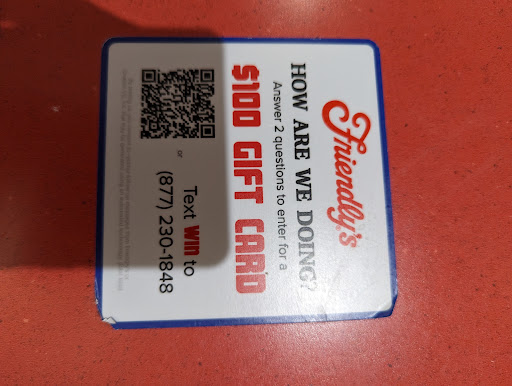 Friendly's
HOW ARE WE DOING?
Answer 2 questions to enter for a
$100 GIFT CARD
or
Text WIN to
(877) 230-1848